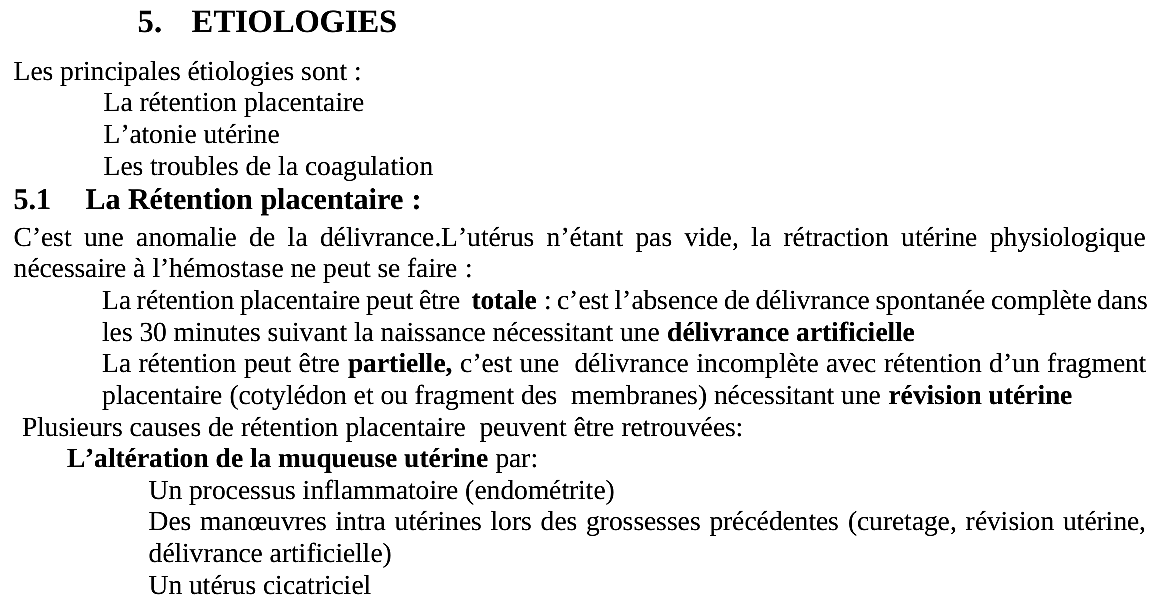 5. ETIOLOGIES
Les principales étiologies sont :
La rétention placentaire
L’atonie utérine
Les troubles de la coagulation
5.1 La Rétention placentaire :
C’est une anomalie de la délivrance.L’utérus n’étant pas vide, la rétraction utérine physiologique
nécessaire à l’hémostase ne peut se faire :
La rétention placentaire peut être totale : c’est l’absence de délivrance spontanée complète dans
les 30 minutes suivant la naissance nécessitant une délivrance artificielle
La rétention peut être partielle, c’est une délivrance incomplète avec rétention d’un fragment
placentaire (cotylédon et ou fragment des membranes) nécessitant une révision utérine
Plusieurs causes de rétention placentaire peuvent être retrouvées:
L’altération de la muqueuse utérine par:
Un processus inflammatoire (endométrite)
Des manœuvres intra utérines lors des grossesses précédentes (curetage, révision utérine,
délivrance artificielle)
Un utérus cicatriciel